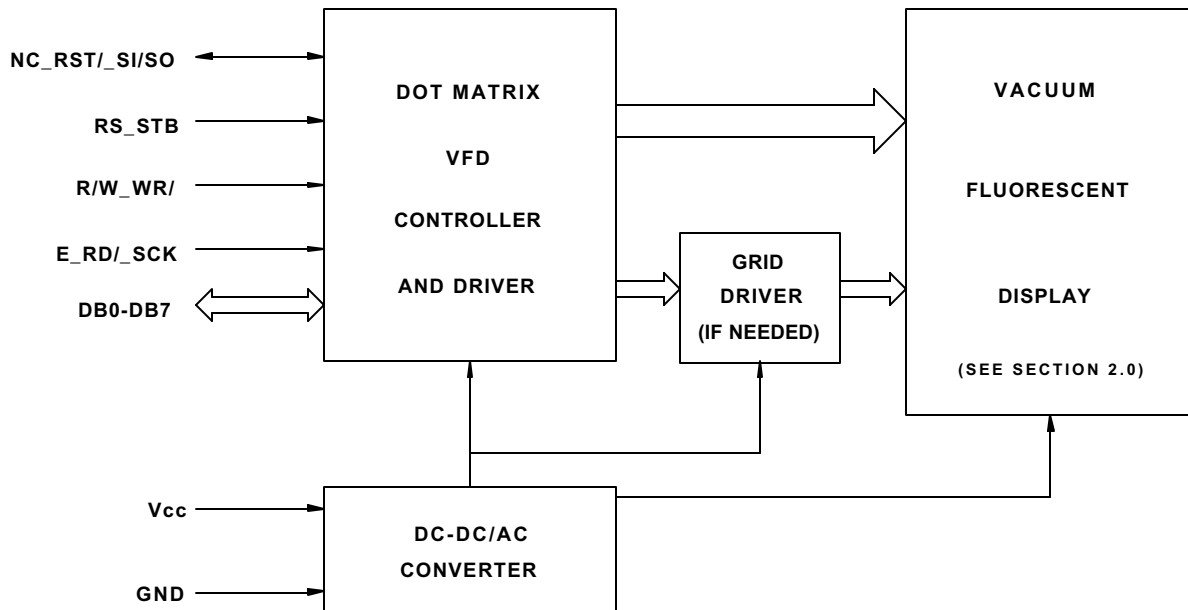 NC_RST/_SI/SO
RS_STB
R/W_WR/
E_RD/_SCK
DB0-DB7
DOT MATRIX
VFD
CONTROLLER
AND DRIVER
GRID
DRIVER
(IF NEEDED)
VACUUM
FLUORESCENT
DISPLAY
(SEE SECTION 2.0)
Vcc
GND
DC-DC/AC
CONVERTER